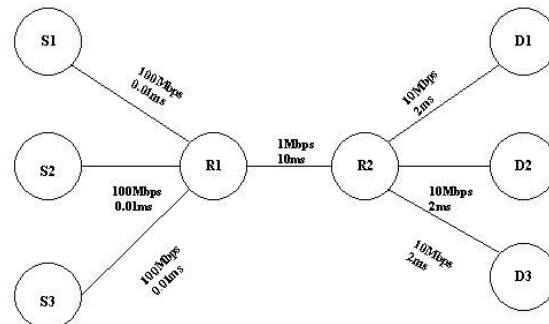 S1
D1
100Mbps
0.01ms
10Mbps
2ms
1Mbps
10ms
S2
R1
R2
D2
100Mbps
0.01ms
10Mbps
2ms
100Mbps
0.01ms
10Mbps
2ms
S3
D3